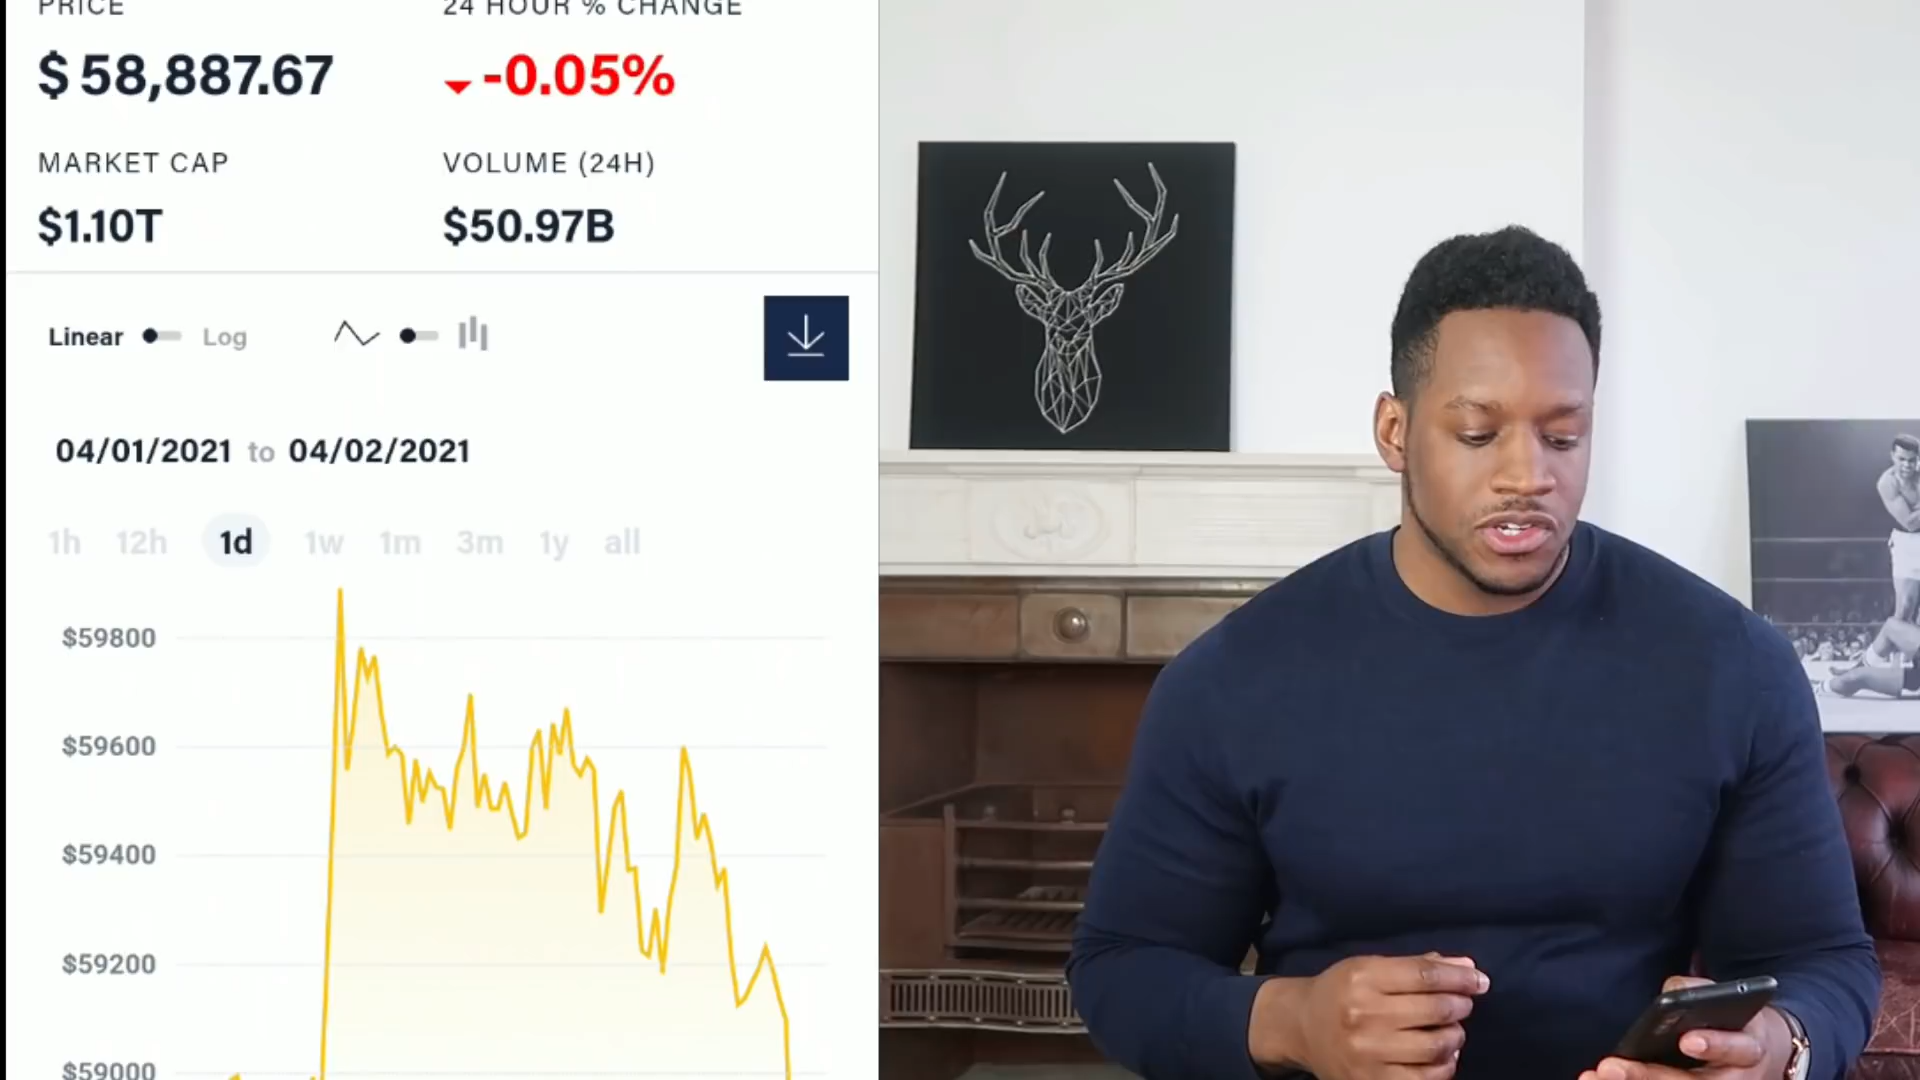 PRICE 24 HOUR % CHANGE
$ 58,887.67 -0.05%
MARKET CAP VOLUME (24H)
$1.10T $50.97B
Linear Log
04/01/2021 to 04/02/2021
1h 12h 1d 1w 1m 3m 1y all
$59800
$59600
$59400
$59200
$59000